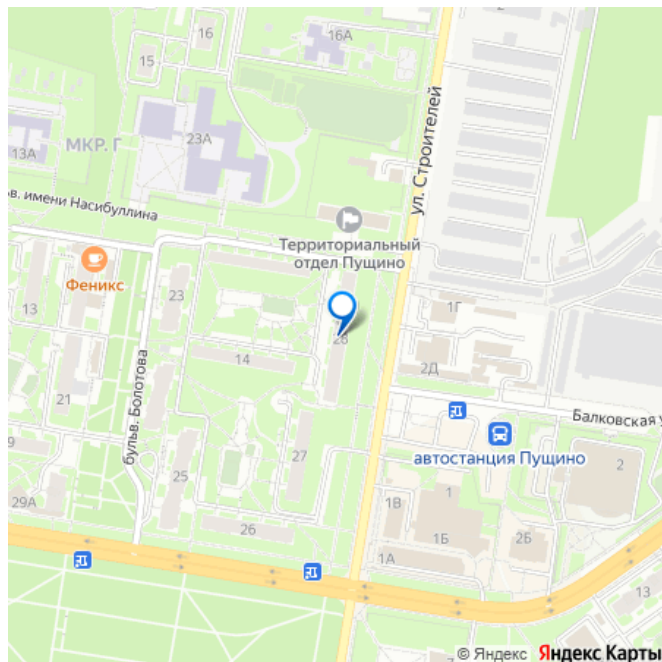 16
16А
15
23А
МКР. Г
13А
ул. Строителей
ьв. имени Насибуллина
Территориальный
отдел Пущино
Феникс
23
13
1Г
28
14
2Д
бульв. Болотова
21
Балковская у
автостанция Пущино
9
27
2
25
29А
1В
1
26
1Б
2Б
1А
13
© Яндекс Яндекс Карты